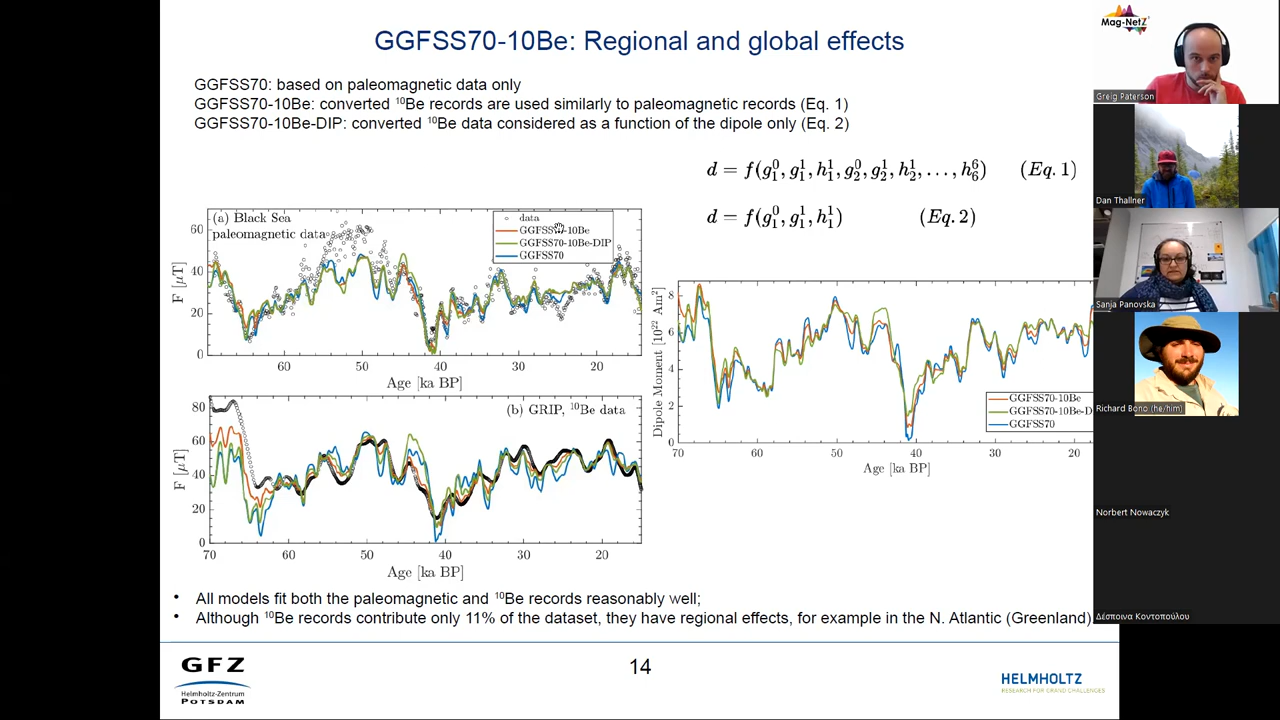 GGFSS70-10Be: Regional and global effects
GGFSS70: based on paleomagnetic data only
GGFSS70-10Be: converted ¹⁰Be records are used similarly to paleomagnetic records (Eq. 1)
GGFSS70-10Be-DIP: converted ¹⁰Be data considered as a function of the dipole only (Eq. 2)
d = f(g₁⁰, g₁¹, h₁¹, g₂⁰, g₂¹, h₂¹, . . . , h₆⁶) (Eq. 1)
d = f(g₁⁰, g₁¹, h₁¹) (Eq. 2)
(a) Black Sea
paleomagnetic data
data
GGFSS70-10Be
GGFSS70-10Be-DIP
GGFSS70
F [μT]
60
40
20
0
60 50 40 30 20
Age [ka BP]
(b) GRIP, ¹⁰Be data
F [μT]
80
60
40
20
0
70 60 50 40 30 20
Age [ka BP]
Dipole Moment [10²² Am²]
8
6
4
2
0
GGFSS70-10Be
GGFSS70-10Be-D
GGFSS70
70 60 50 40 30 20
Age [ka BP]
• All models fit both the paleomagnetic and ¹⁰Be records reasonably well;
• Although ¹⁰Be records contribute only 11% of the dataset, they have regional effects, for example in the N. Atlantic (Greenland)
GFZ
Helmholtz-Zentrum
POTSDAM
14
HELMHOLTZ
RESEARCH FOR GRAND CHALLENGES
Mag-NetZ
Greig Paterson
Dan Thallner
Sanja Panovska
Richard Bono (he/him)
Norbert Nowaczyk
Δέσποινα Κοντοπούλου